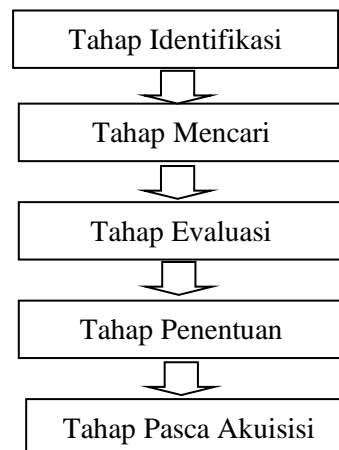 Tahap Identifikasi
Tahap Mencari
Tahap Evaluasi
Tahap Penentuan
Tahap Pasca Akuisisi